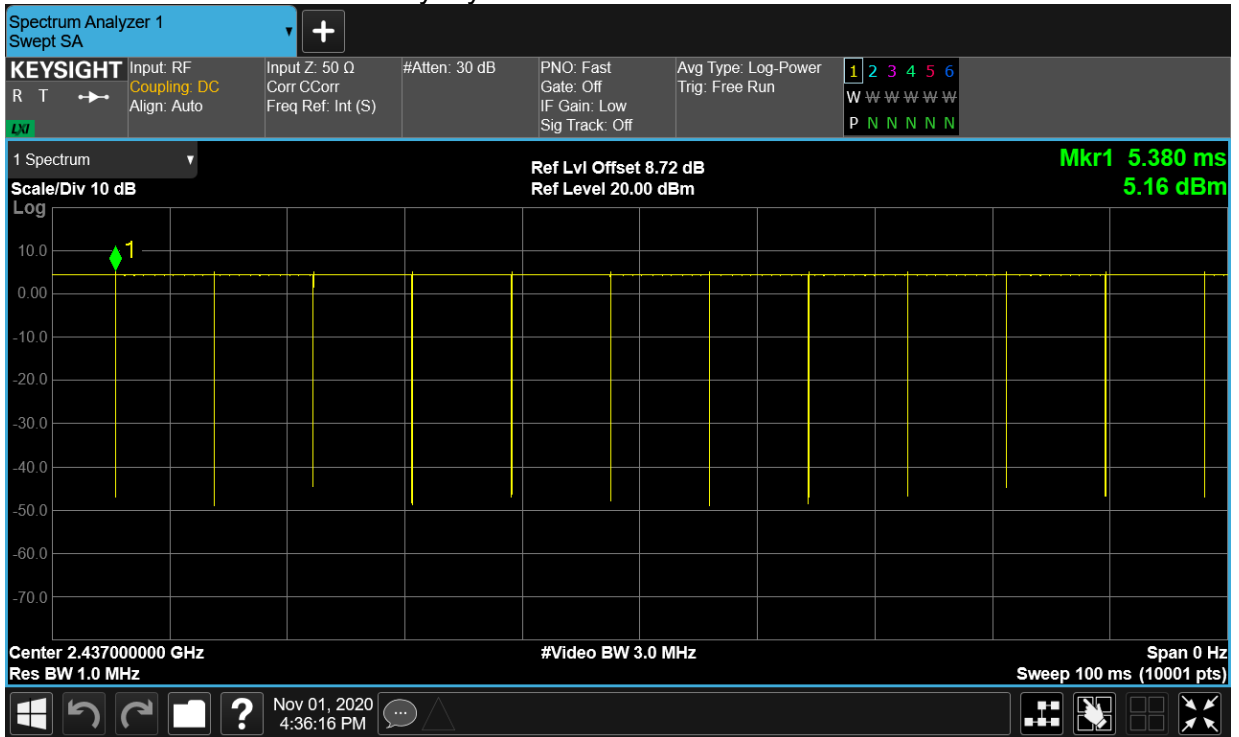 Spectrum Analyzer 1
Swept SA
KEYSIGHT
R T
LXI
Input: RF
Coupling: DC
Align: Auto
Input Z: 50 Ω
Corr CCorr
Freq Ref: Int (S)
#Atten: 30 dB
PNO: Fast
Gate: Off
IF Gain: Low
Sig Track: Off
Avg Type: Log-Power
Trig: Free Run
1 2 3 4 5 6
W W W W W W
P N N N N N
1 Spectrum
Scale/Div 10 dB
Log
Ref Lvl Offset 8.72 dB
Ref Level 20.00 dBm
Mkr1 5.380 ms
5.16 dBm
1
10.0
0.00
-10.0
-20.0
-30.0
-40.0
-50.0
-60.0
-70.0
Center 2.437000000 GHz
Res BW 1.0 MHz
#Video BW 3.0 MHz
Span 0 Hz
Sweep 100 ms (10001 pts)
?
Nov 01, 2020
4:36:16 PM